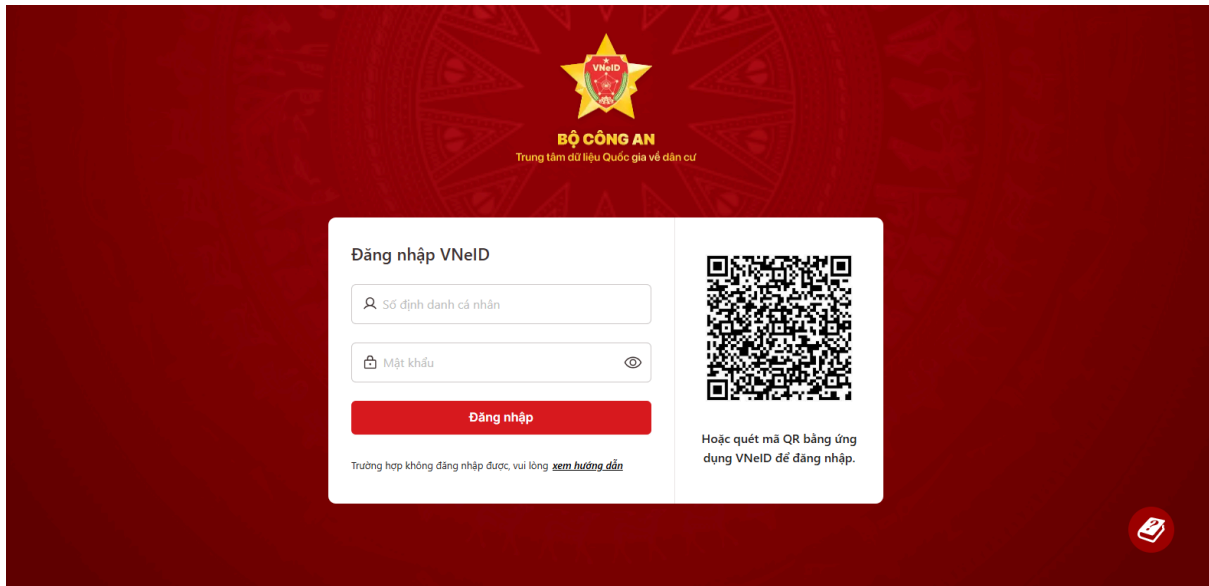 VNeID
BỘ CÔNG AN
Trung tâm dữ liệu Quốc gia về dân cư
Đăng nhập VNeID
Số định danh cá nhân
Mật khẩu
Đăng nhập
Trường hợp không đăng nhập được, vui lòng xem hướng dẫn
Hoặc quét mã QR bằng ứng
dụng VNeID để đăng nhập.
?